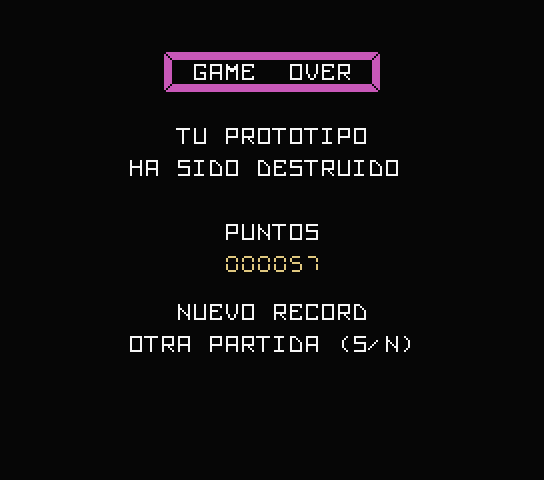 GAME OVER
TU PROTOTIPO
HA SIDO DESTRUIDO
PUNTOS
000057
NUEVO RECORD
OTRA PARTIDA (S/N)